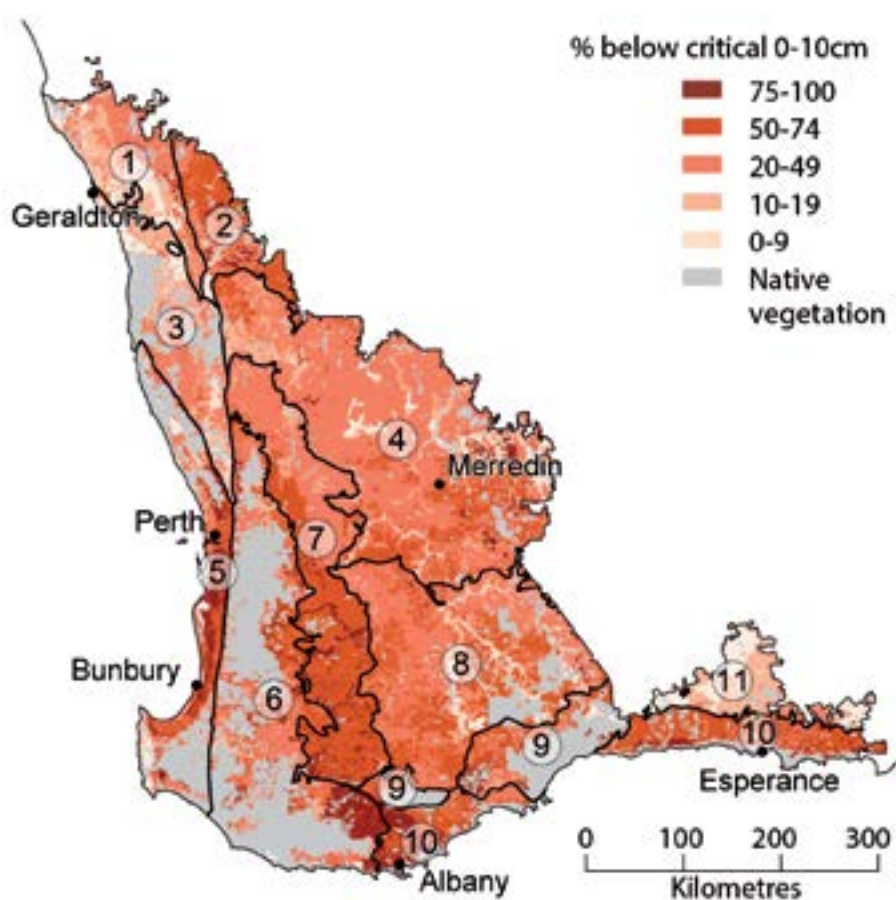 % below critical 0-10cm
75-100
50-74
20-49
10-19
0-9
Native
vegetation
1
Geraldton
2
3
4
Merredin
Perth
7
5
8
Bunbury
6
11
9
10
Esperance
9
10
Albany
0 100 200 300
Kilometres